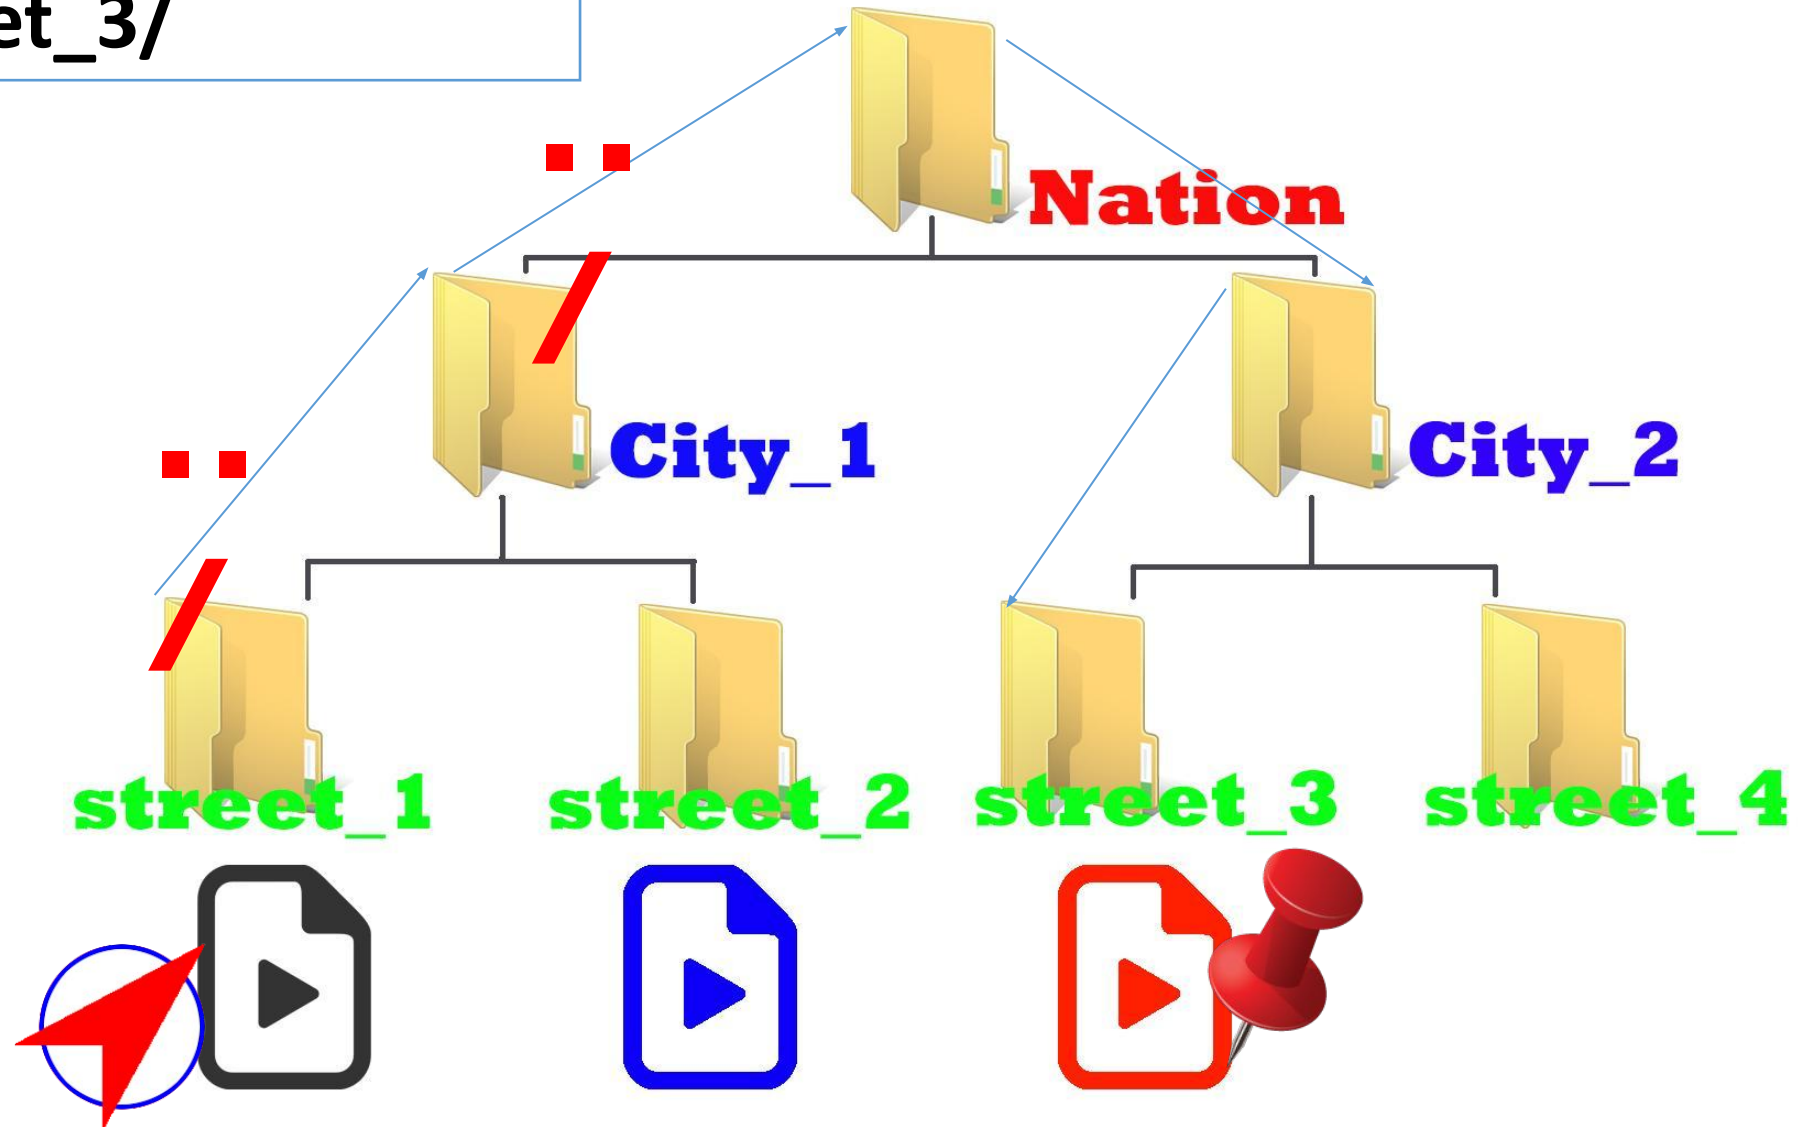 et_3/
..
Nation
/
City_1
City_2
..
/
street_1
street_2
street_3
street_4